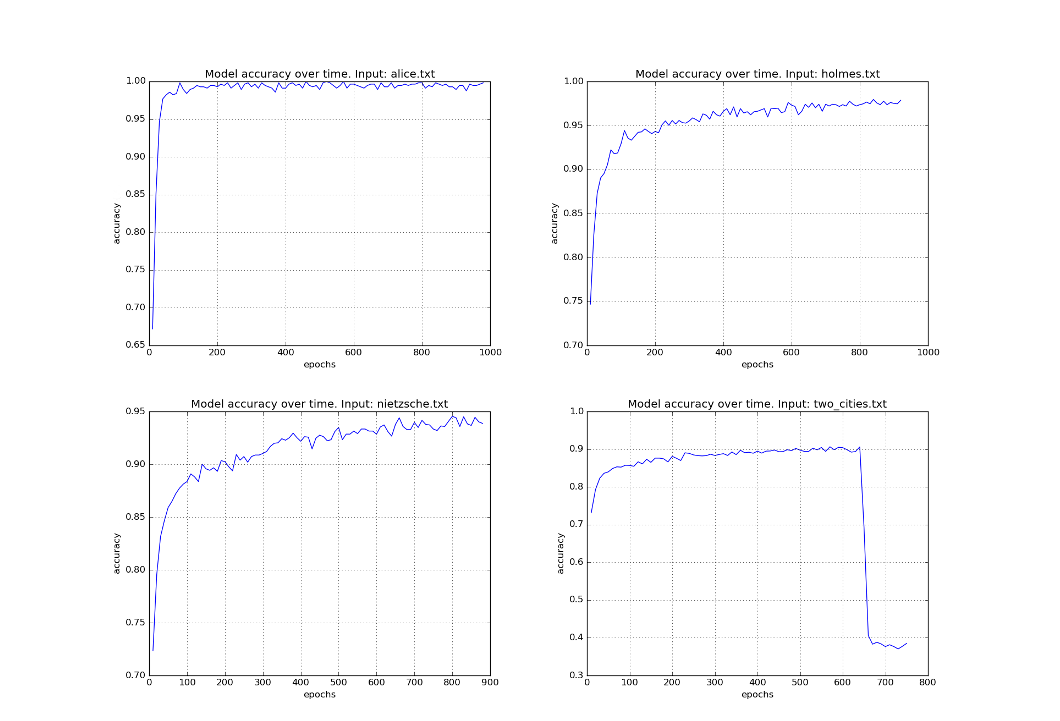 Model accuracy over time. Input: alice.txt
1.00
0.95
0.90
0.85
0.80
0.75
0.70
0.65
accuracy
0 200 400 600 800 1000
epochs
Model accuracy over time. Input: holmes.txt
1.00
0.95
0.90
0.85
0.80
0.75
0.70
accuracy
0 200 400 600 800 1000
epochs
Model accuracy over time. Input: nietzsche.txt
0.95
0.90
0.85
0.80
0.75
0.70
accuracy
0 100 200 300 400 500 600 700 800 900
epochs
Model accuracy over time. Input: two_cities.txt
1.0
0.9
0.8
0.7
0.6
0.5
0.4
0.3
accuracy
0 100 200 300 400 500 600 700 800
epochs